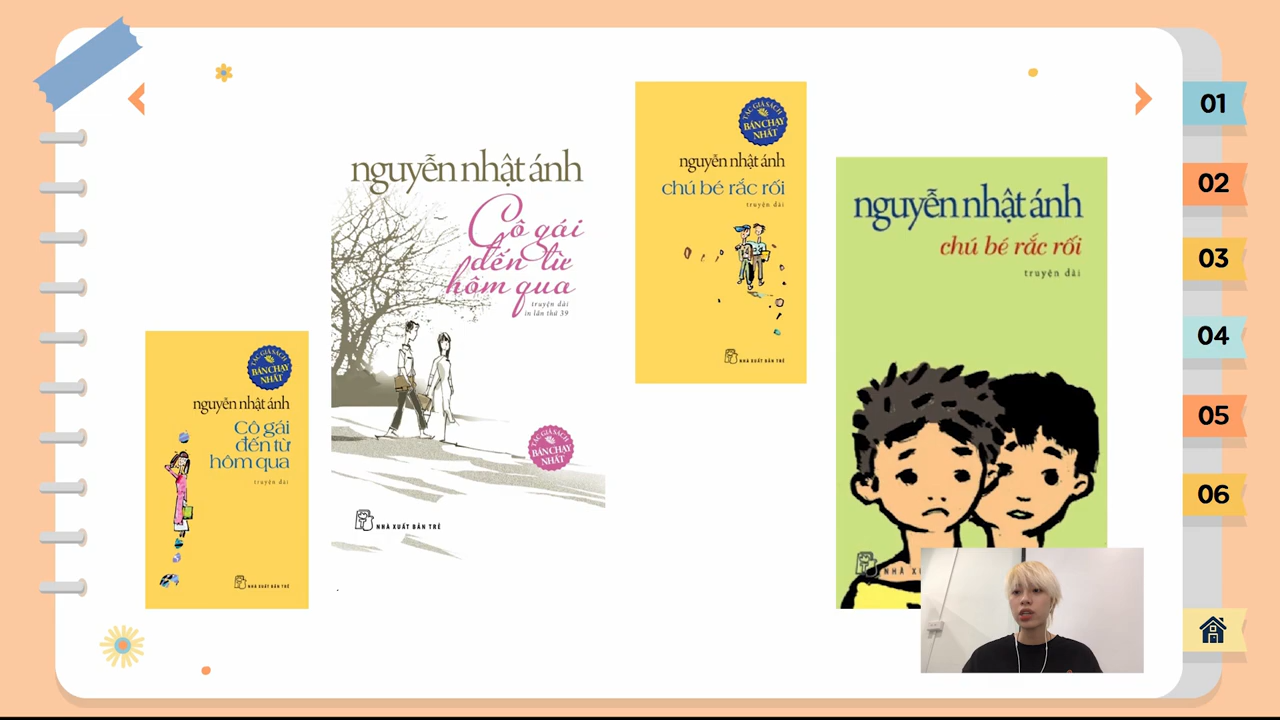 TÁC GIẢ SÁCH
BÁN CHẠY
NHẤT
nguyễn nhật ánh
Cô gái
đến từ
hôm qua
truyện dài
NHÀ XUẤT BẢN TRẺ
nguyễn nhật ánh
Cô gái
đến từ
hôm qua
truyện dài
in lần thứ 39
TÁC GIẢ SÁCH
BÁN CHẠY
NHẤT
NHÀ XUẤT BẢN TRẺ
TÁC GIẢ SÁCH
BÁN CHẠY
NHẤT
nguyễn nhật ánh
chú bé rắc rối
truyện dài
NHÀ XUẤT BẢN TRẺ
nguyễn nhật ánh
chú bé rắc rối
truyện dài
NHÀ X
01
02
03
04
05
06